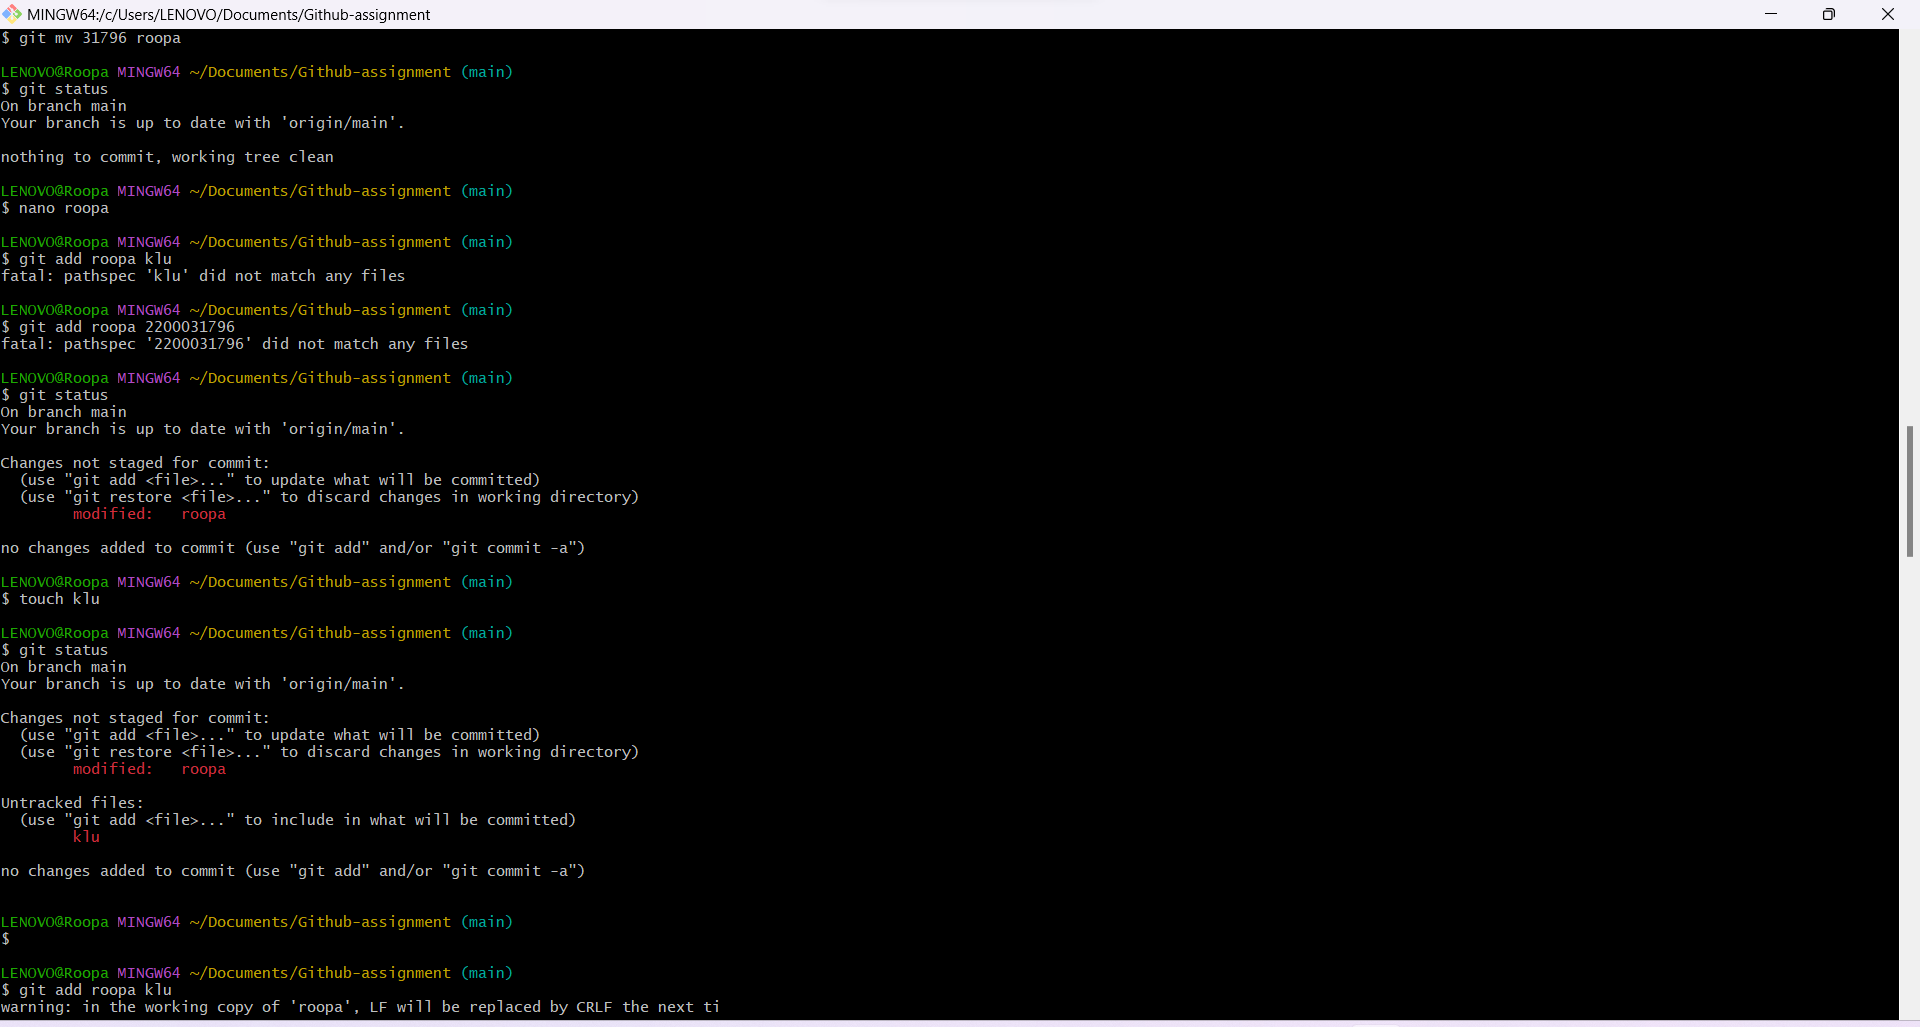 MINGW64:/c/Users/LENOVO/Documents/Github-assignment
$ git mv 31796 roopa
LENOVO@Roopa MINGW64 ~/Documents/Github-assignment (main)
$ git status
On branch main
Your branch is up to date with 'origin/main'.
nothing to commit, working tree clean
LENOVO@Roopa MINGW64 ~/Documents/Github-assignment (main)
$ nano roopa
LENOVO@Roopa MINGW64 ~/Documents/Github-assignment (main)
$ git add roopa klu
fatal: pathspec 'klu' did not match any files
LENOVO@Roopa MINGW64 ~/Documents/Github-assignment (main)
$ git add roopa 2200031796
fatal: pathspec '2200031796' did not match any files
LENOVO@Roopa MINGW64 ~/Documents/Github-assignment (main)
$ git status
On branch main
Your branch is up to date with 'origin/main'.
Changes not staged for commit:
  (use "git add <file>..." to update what will be committed)
  (use "git restore <file>..." to discard changes in working directory)
        modified:   roopa
no changes added to commit (use "git add" and/or "git commit -a")
LENOVO@Roopa MINGW64 ~/Documents/Github-assignment (main)
$ touch klu
LENOVO@Roopa MINGW64 ~/Documents/Github-assignment (main)
$ git status
On branch main
Your branch is up to date with 'origin/main'.
Changes not staged for commit:
  (use "git add <file>..." to update what will be committed)
  (use "git restore <file>..." to discard changes in working directory)
        modified:   roopa
Untracked files:
  (use "git add <file>..." to include in what will be committed)
        klu
no changes added to commit (use "git add" and/or "git commit -a")
LENOVO@Roopa MINGW64 ~/Documents/Github-assignment (main)
$
LENOVO@Roopa MINGW64 ~/Documents/Github-assignment (main)
$ git add roopa klu
warning: in the working copy of 'roopa', LF will be replaced by CRLF the next ti